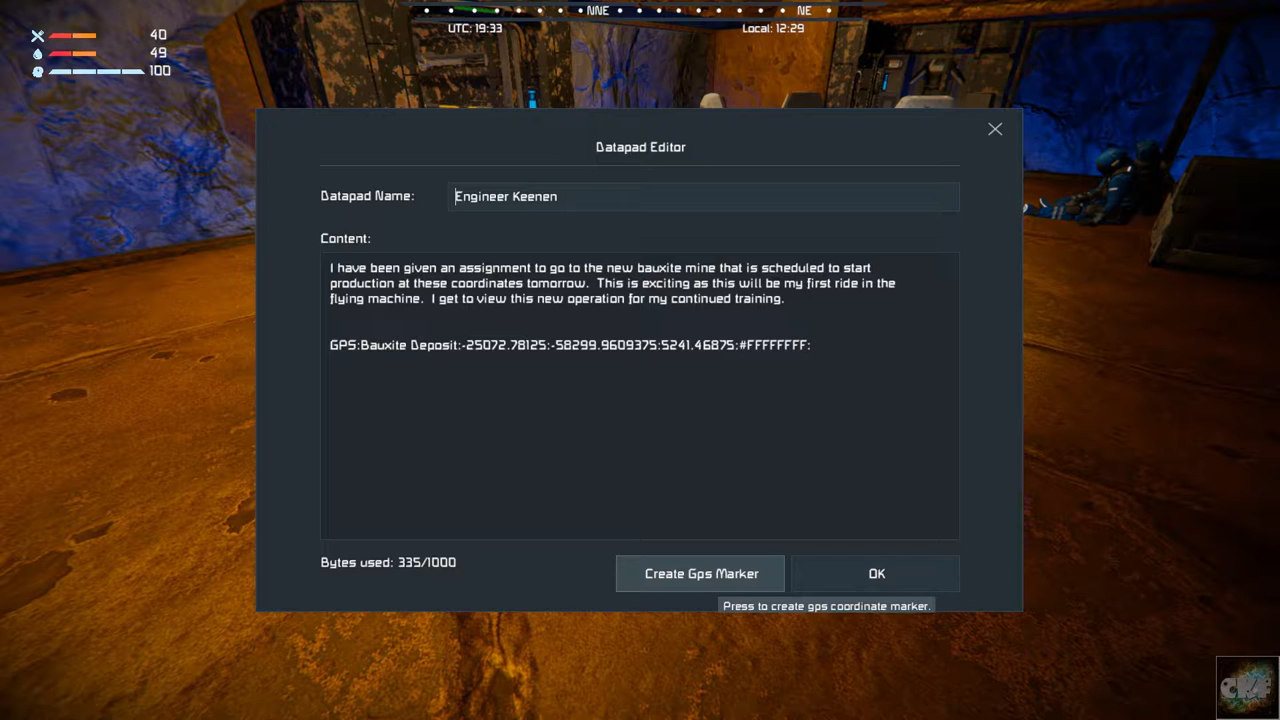 NNE
NE
UTC: 19:33
Local: 12:29
40
49
100
Datapad Editor
Datapad Name:
Engineer Keenen
Content:
I have been given an assignment to go to the new bauxite mine that is scheduled to start
production at these coordinates tomorrow.  This is exciting as this will be my first ride in the
flying machine.  I get to view this new operation for my continued training.
GPS:Bauxite Deposit:-25072.78125:-58299.9609375:5241.46875:#FFFFFFFF:
Bytes used: 335/1000
Create Gps Marker
OK
Press to create gps coordinate marker.